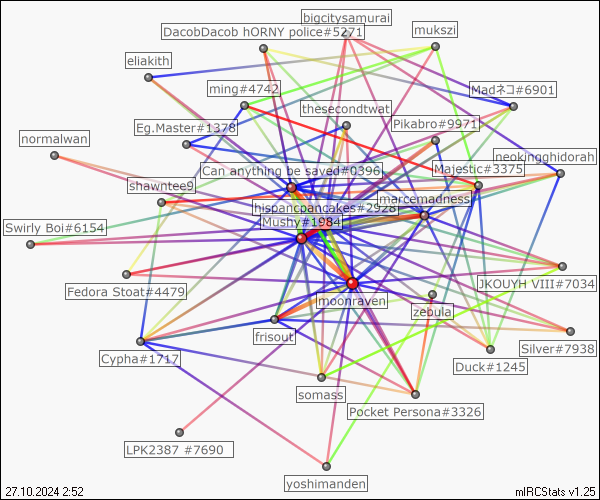 bigcitysamurai
DacobDacob hORNY police#5271
mukszi
eliakith
ming#4742
Madネコ#6901
thesecondtwat
Eg.Master#1378
Pikabro#9971
normalwan
neokingghidorah
Can anything be saved#0396
Majestic#3375
shawntee9
marcemadness
hispancpancakes#2928
Mushy#1984
Swirly Boi#6154
Fedora Stoat#4479
JKOUYH VIII#7034
moonraven
zebula
frisout
Silver#7938
Cypha#1717
Duck#1245
somass
Pocket Persona#3326
LPK2387 #7690
yoshimanden
27.10.2024 2:52
mIRCStats v1.25